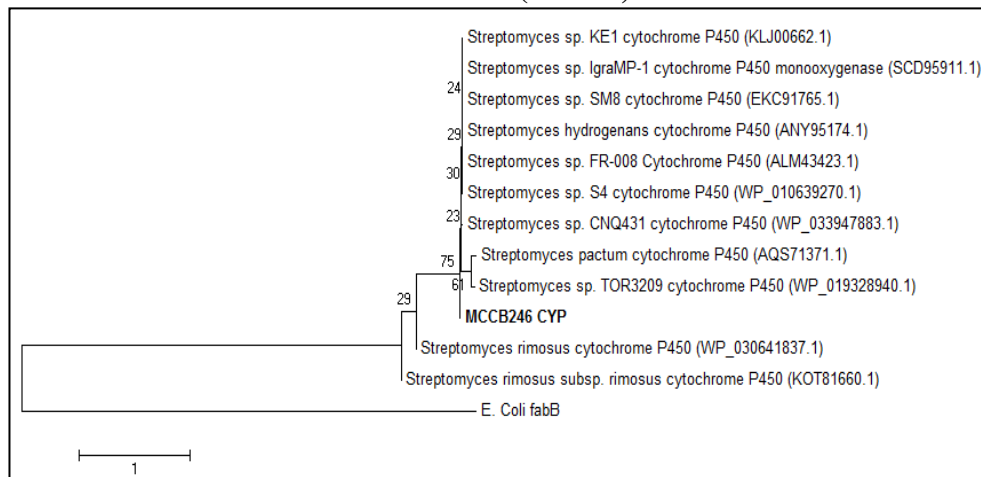 Streptomyces sp. KE1 cytochrome P450 (KLJ00662.1)
Streptomyces sp. IgraMP-1 cytochrome P450 monooxygenase (SCD95911.1)
24
Streptomyces sp. SM8 cytochrome P450 (EKC91765.1)
29
Streptomyces hydrogenans cytochrome P450 (ANY95174.1)
Streptomyces sp. FR-008 Cytochrome P450 (ALM43423.1)
30
Streptomyces sp. S4 cytochrome P450 (WP_010639270.1)
23
Streptomyces sp. CNQ431 cytochrome P450 (WP_033947883.1)
75
Streptomyces pactum cytochrome P450 (AQS71371.1)
61
Streptomyces sp. TOR3209 cytochrome P450 (WP_019328940.1)
29
MCCB246 CYP
Streptomyces rimosus cytochrome P450 (WP_030641837.1)
Streptomyces rimosus subsp. rimosus cytochrome P450 (KOT81660.1)
E. Coli fabB
1